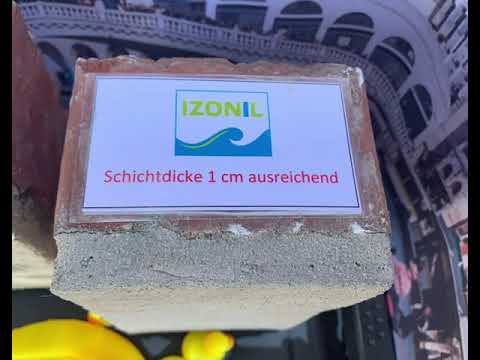 IZONIL
Schichtdicke 1 cm ausreichend